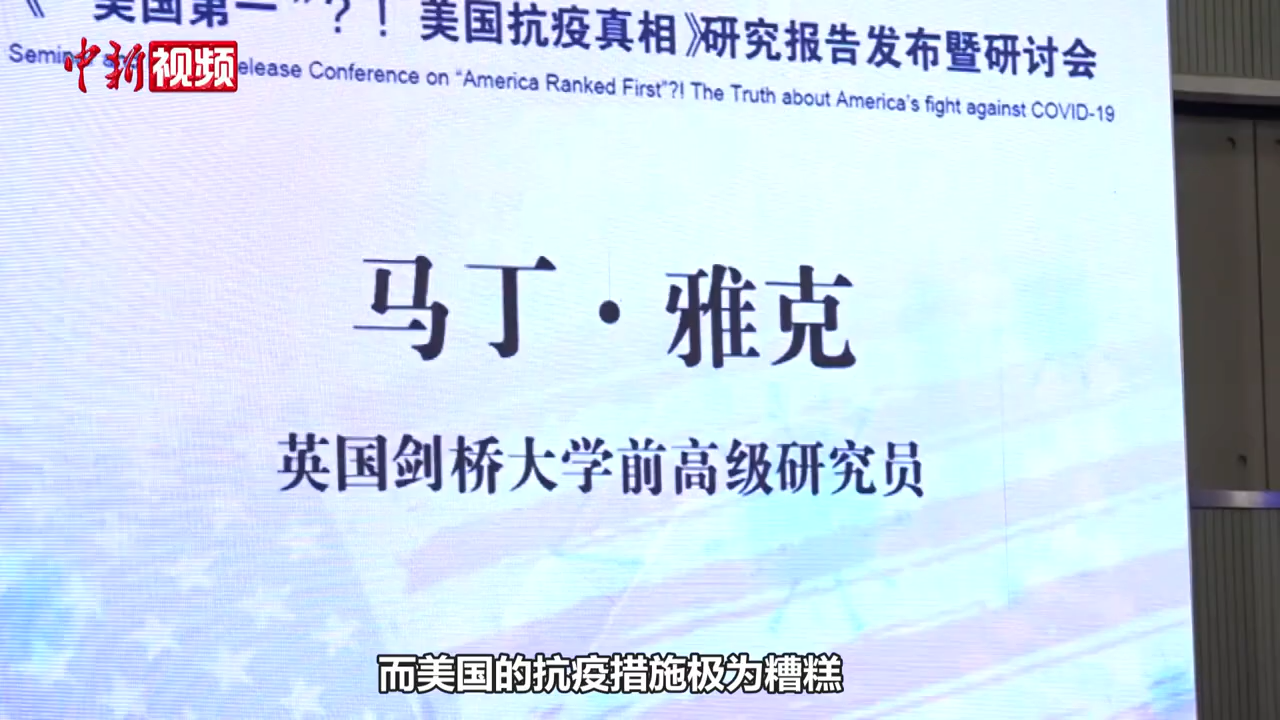 《"美国第一"？！美国抗疫真相》研究报告发布暨研讨会
elease Conference on "America Ranked First"?! The Truth about America's fight against COVID-19
中新视频
马丁·雅克
英国剑桥大学前高级研究员
而美国的抗疫措施极为糟糕